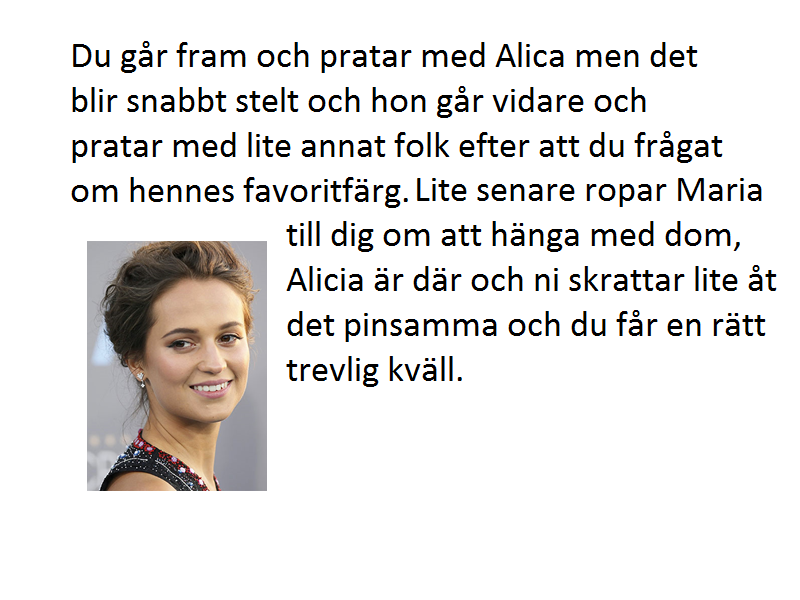 Du går fram och pratar med Alica men det
blir snabbt stelt och hon går vidare och
pratar med lite annat folk efter att du frågat
om hennes favoritfärg. Lite senare ropar Maria
till dig om att hänga med dom,
Alicia är där och ni skrattar lite åt
det pinsamma och du får en rätt
trevlig kväll.